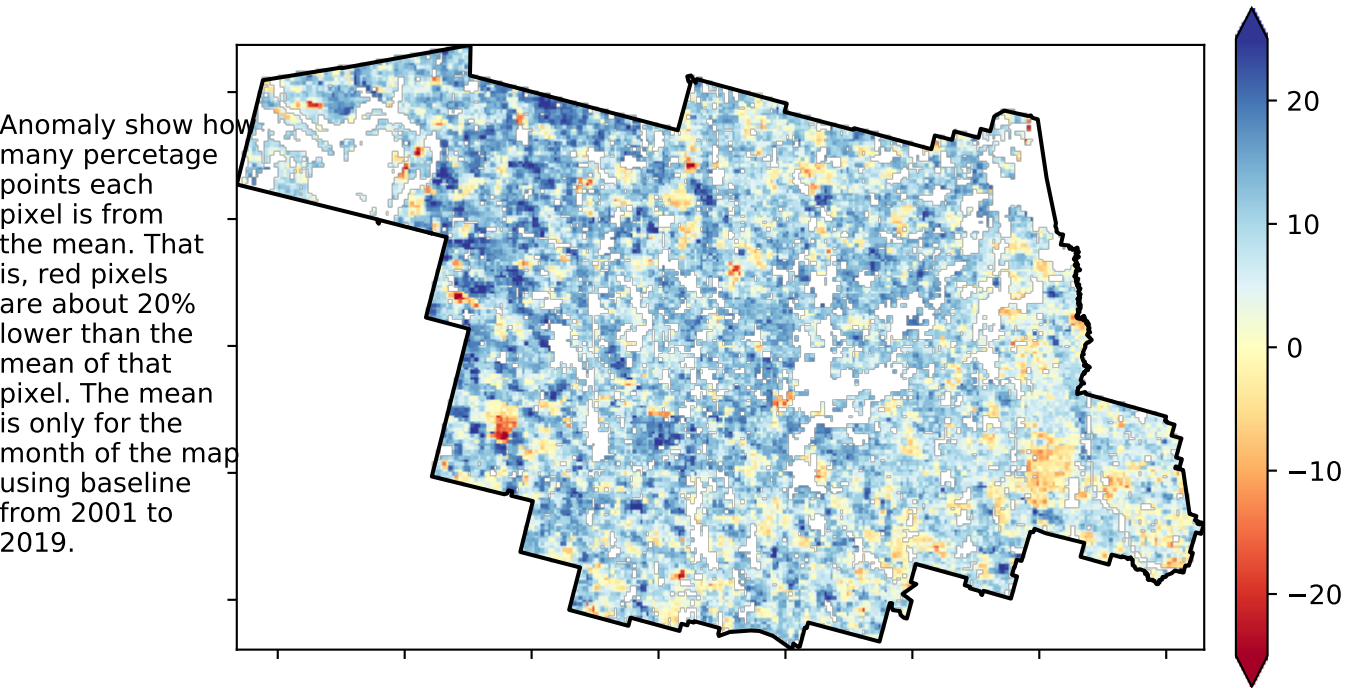 Anomaly show how
many percetage
points each
pixel is from
the mean. That
is, red pixels
are about 20%
lower than the
mean of that
pixel. The mean
is only for the
month of the map
using baseline
from 2001 to
2019.
20
10
0
−10
−20